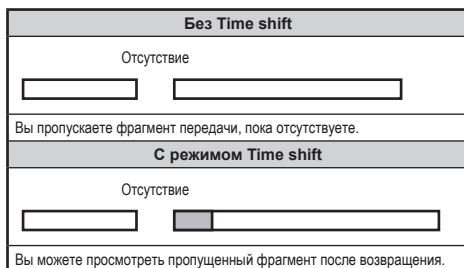 Без Time shift
Отсутствие
Вы пропускаете фрагмент передачи, пока отсутствуете.
С режимом Time shift
Отсутствие
Вы можете просмотреть пропущенный фрагмент после возвращения.